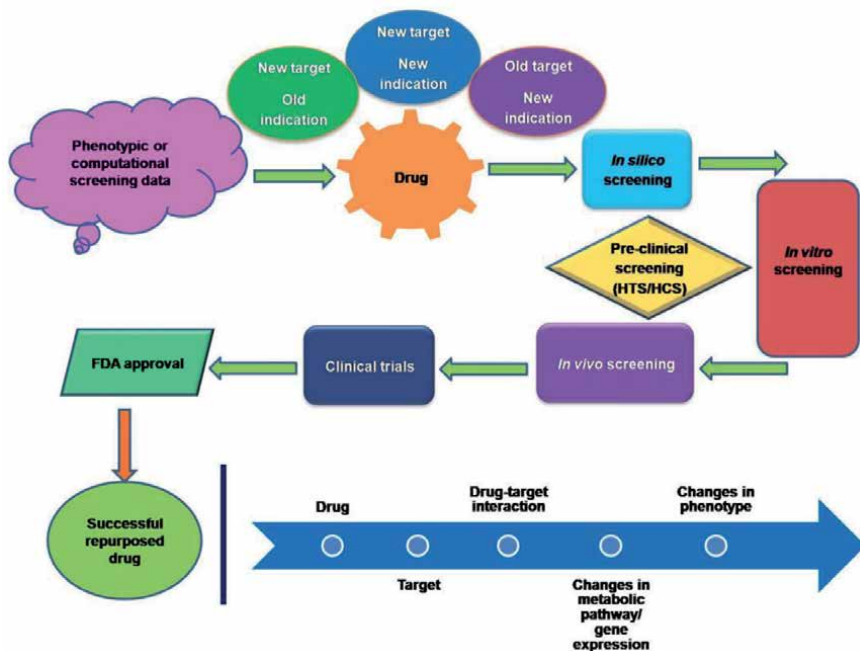 New target
New
indication
New target
Old
indication
Old target
New
indication
Phenotypic or
computational
screening data
Drug
In silico
screening
In vitro
screening
Pre-clinical
screening
(HTS/HCS)
In vivo screening
Clinical trials
FDA approval
Successful
repurposed
drug
Drug
Target
Drug-target
interaction
Changes in
metabolic
pathway/
gene
expression
Changes in
phenotype